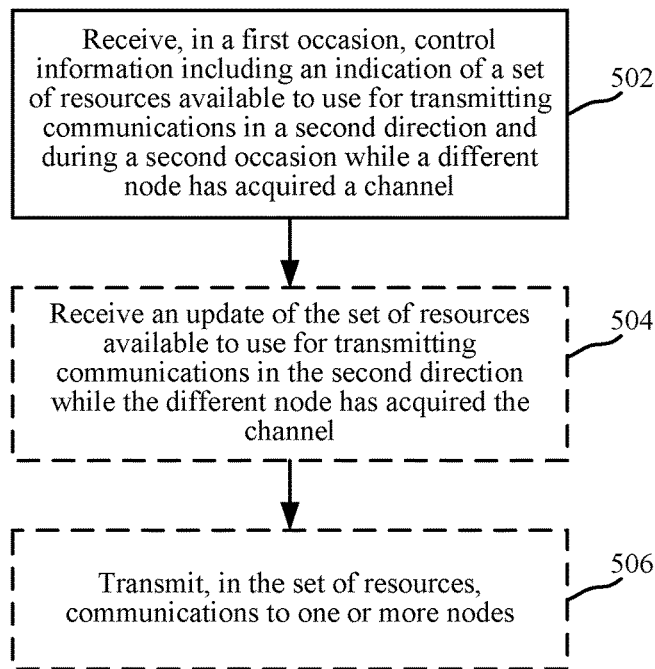 Receive, in a first occasion, control
information including an indication of a set
of resources available to use for transmitting
communications in a second direction and
during a second occasion while a different
node has acquired a channel
502
Receive an update of the set of resources
available to use for transmitting
communications in the second direction
while the different node has acquired the
channel
504
Transmit, in the set of resources,
communications to one or more nodes
506